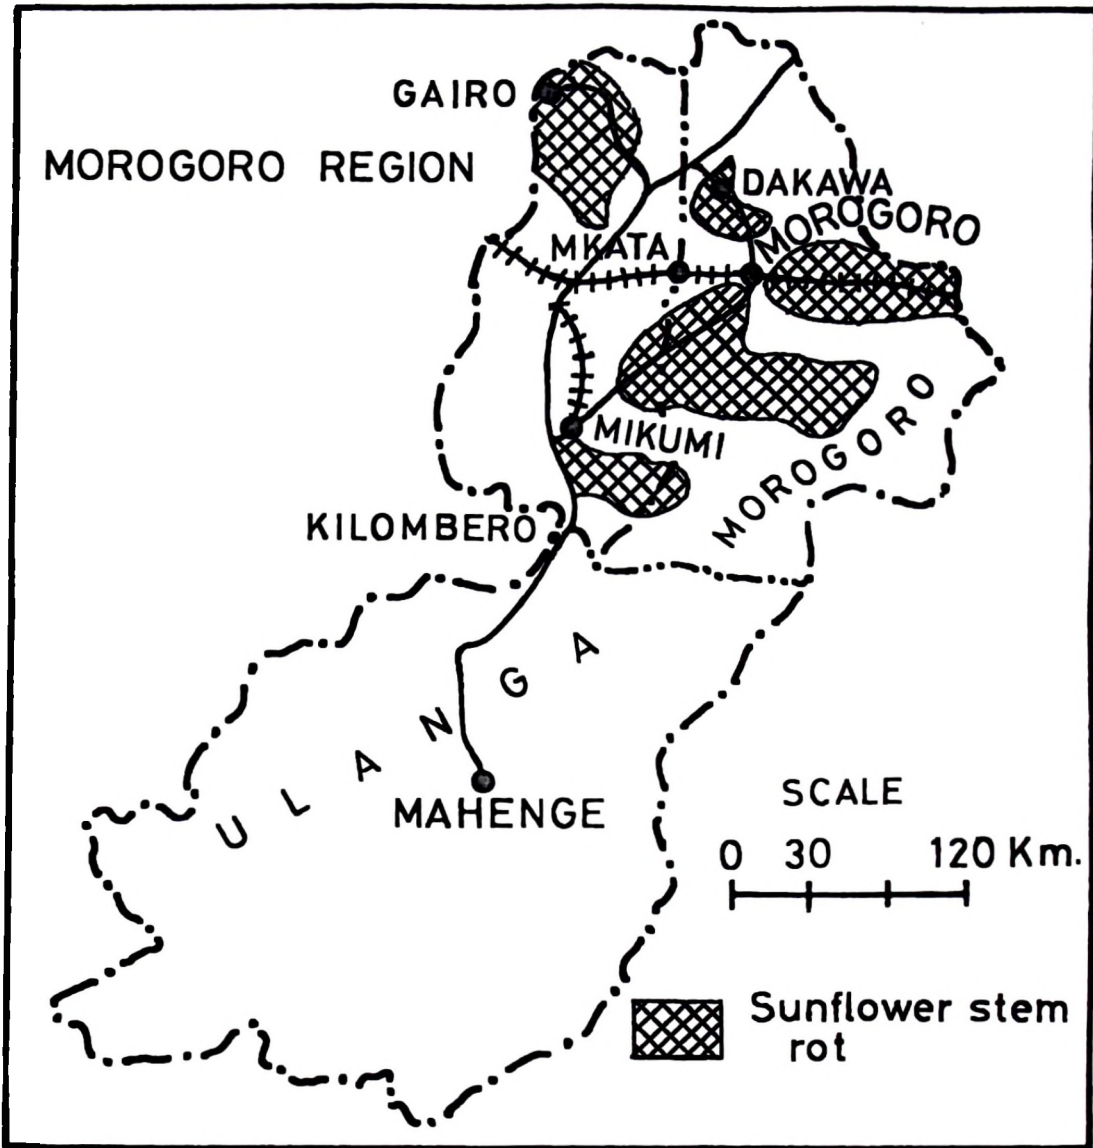 GAIRO
MOROGORO REGION
DAKAWA
MOROGORO
MKATA
MIKUMI
MOROGORO
KILOMBERO
ULANGA
MAHENGE
SCALE
0 30 120 Km.
Sunflower stem
rot